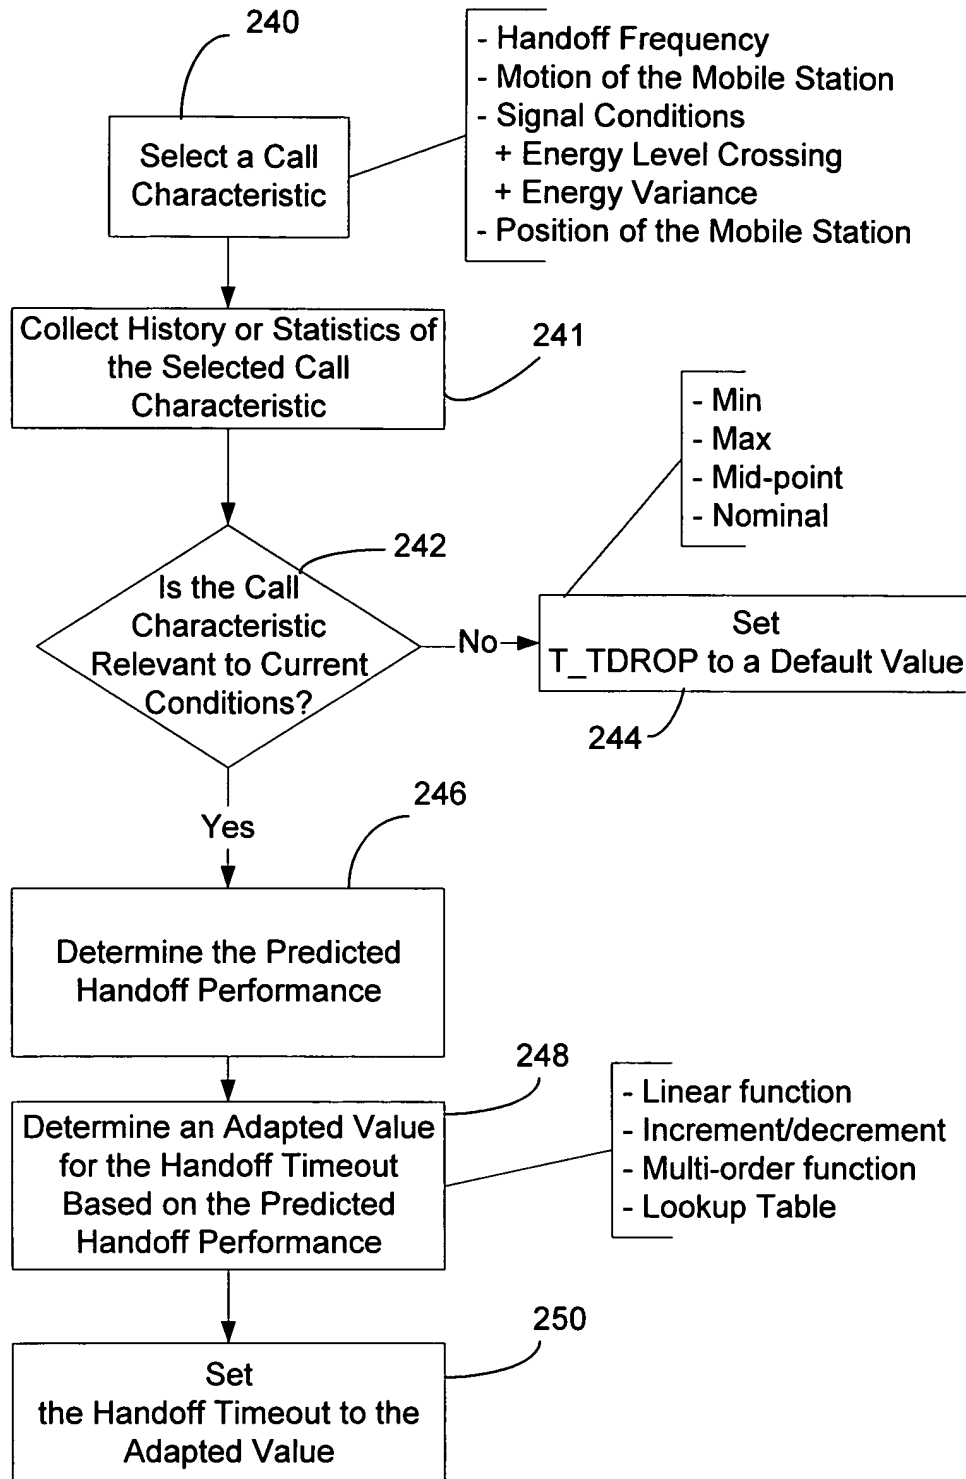 240
- Handoff Frequency
- Motion of the Mobile Station
- Signal Conditions
+ Energy Level Crossing
+ Energy Variance
- Position of the Mobile Station
Select a Call
Characteristic
Collect History or Statistics of
the Selected Call
Characteristic
241
- Min
- Max
- Mid-point
- Nominal
242
Is the Call
Characteristic
Relevant to Current
Conditions?
No
Set
T_TDROP to a Default Value
244
Yes
246
Determine the Predicted
Handoff Performance
248
Determine an Adapted Value
for the Handoff Timeout
Based on the Predicted
Handoff Performance
- Linear function
- Increment/decrement
- Multi-order function
- Lookup Table
250
Set
the Handoff Timeout to the
Adapted Value